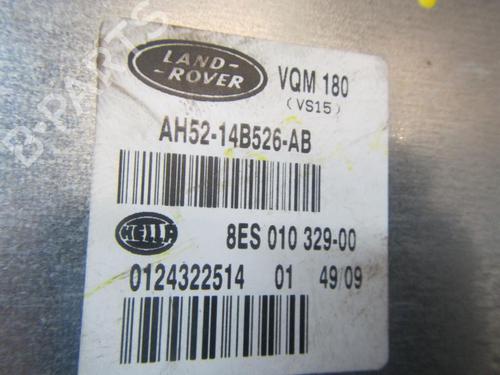 LAND-
-ROVER
VQM 180
(VS15)
AH52-14B526-AB
HELLA
8ES 010 329-00
0124322514 01 49/09
B-PARTS